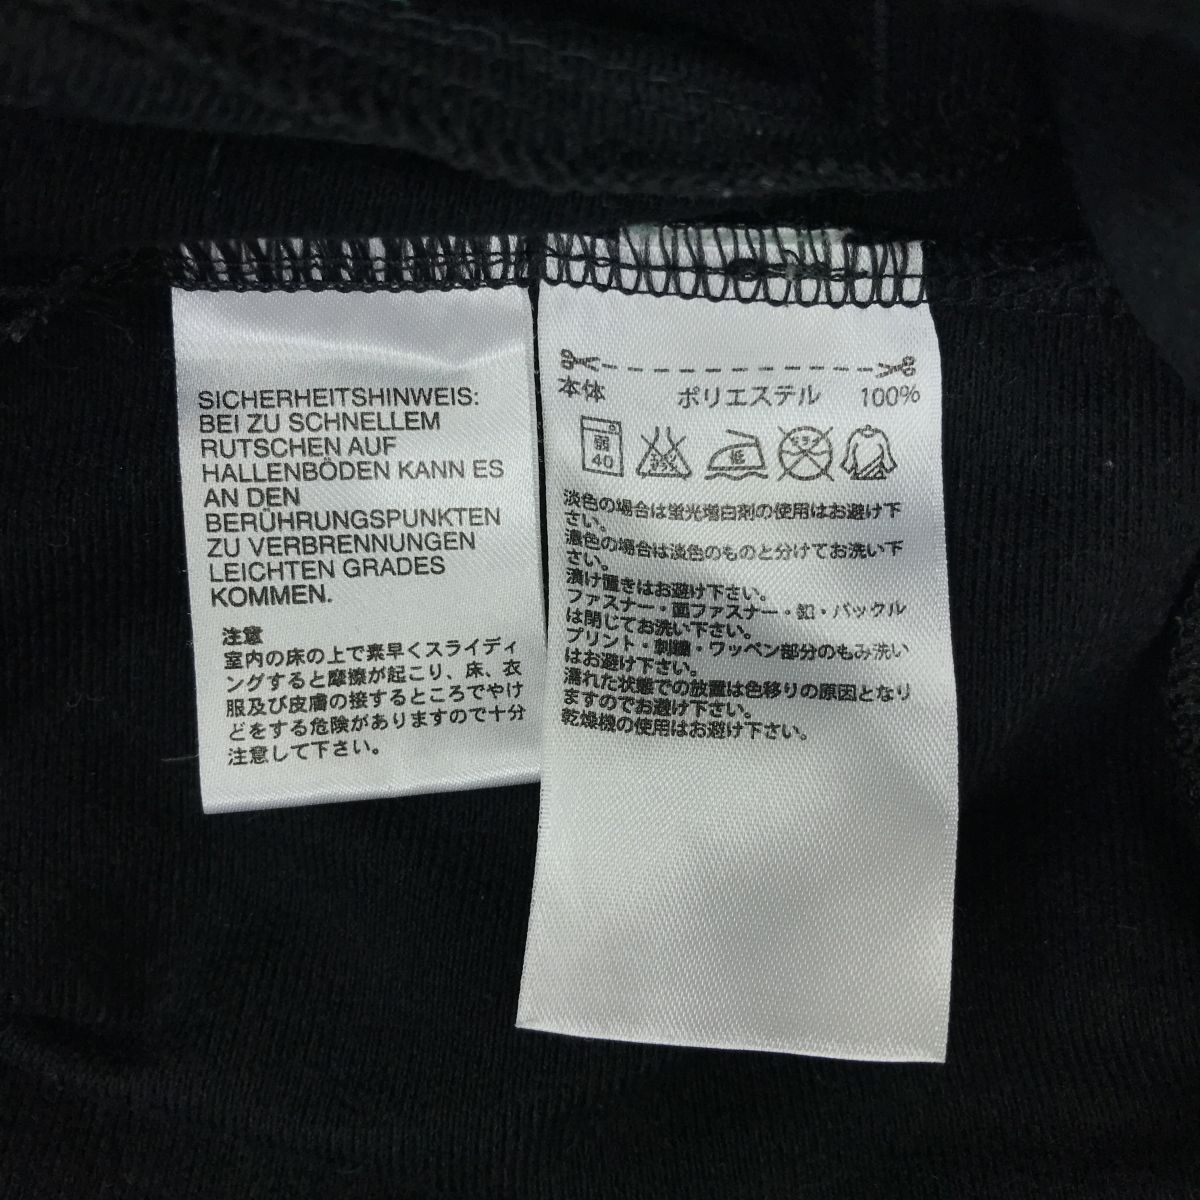 SICHERHEITSHINWEIS:
BEI ZU SCHNELLEM
RUTSCHEN AUF
HALLENBÖDEN KANN ES
AN DEN
BERÜHRUNGSPUNKTEN
ZU VERBRENNUNGEN
LEICHTEN GRADES
KOMMEN.
注意
室内の床の上で素早くスライディ
ングすると摩擦が起こり、床、衣
服及び皮膚の接するところでやけ
どをする危険がありますので十分
注意して下さい。
本体 ポリエステル 100%
弱 40 エンソサラシ 低 ドライ
淡色の場合は蛍光増白剤の使用はお避け下
さい。
濃色の場合は淡色のものと分けてお洗い下
さい。
漬け置きはお避け下さい。
ファスナー・面ファスナー・釦・バックル
は閉じてお洗い下さい。
プリント・刺繍・ワッペン部分のもみ洗い
はお避け下さい。
濡れた状態での放置は色移りの原因となり
ますのでお避け下さい。
乾燥機の使用はお避け下さい。